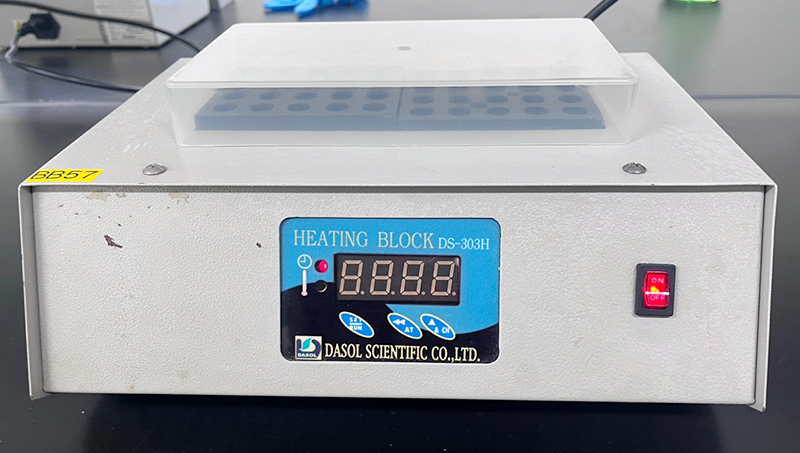 BB57
HEATING BLOCK DS-303H
8.8.8.8.
SET
RUN
◀◀
AT
▲
& CH
DASOL
DASOL SCIENTIFIC CO.,LTD.
ON
OFF